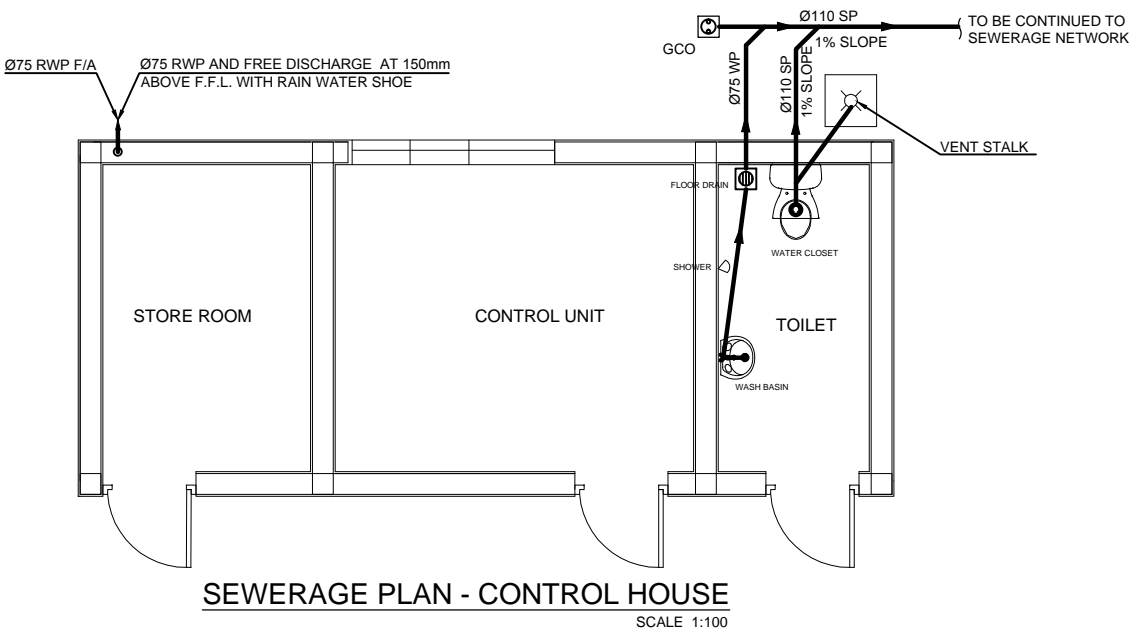 Ø110 SP
TO BE CONTINUED TO
SEWERAGE NETWORK
GCO
1% SLOPE
Ø75 RWP F/A
Ø75 RWP AND FREE DISCHARGE AT 150mm
ABOVE F.F.L. WITH RAIN WATER SHOE
Ø75 WP
Ø110 SP
1% SLOPE
VENT STALK
FLOOR DRAIN
WATER CLOSET
SHOWER
STORE ROOM
CONTROL UNIT
TOILET
WASH BASIN
SEWERAGE PLAN - CONTROL HOUSE
SCALE 1:100